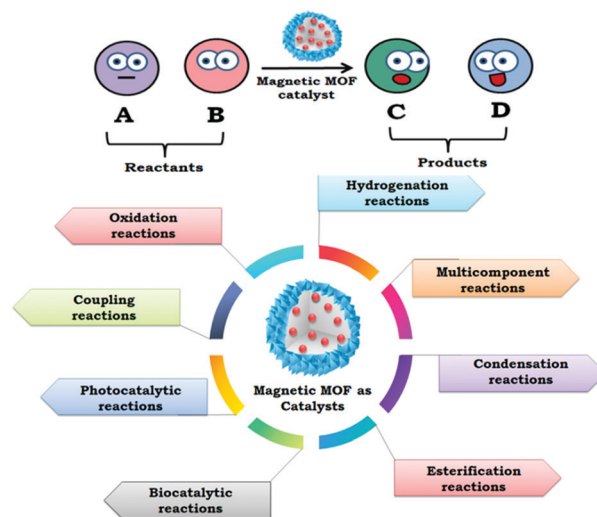 Magnetic MOF
catalyst
A
B
C
D
Reactants
Products
Hydrogenation
reactions
Oxidation
reactions
Multicomponent
reactions
Coupling
reactions
Condensation
reactions
Photocatalytic
reactions
Magnetic MOF as
Catalysts
Esterification
reactions
Biocatalytic
reactions